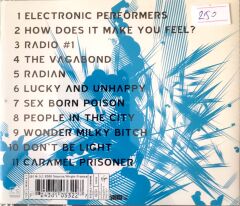 1 ELECTRONIC PERFORMERS
2 HOW DOES IT MAKE YOU FEEL?
3 RADIO #1
4 THE VAGABOND
5 RADIAN
6 LUCKY AND UNHAPPY
7 SEX BORN POISON
8 PEOPLE IN THE CITY
9 WONDER MILKY BITCH
10 DON'T BE LIGHT
11 CARAMEL PRISONER